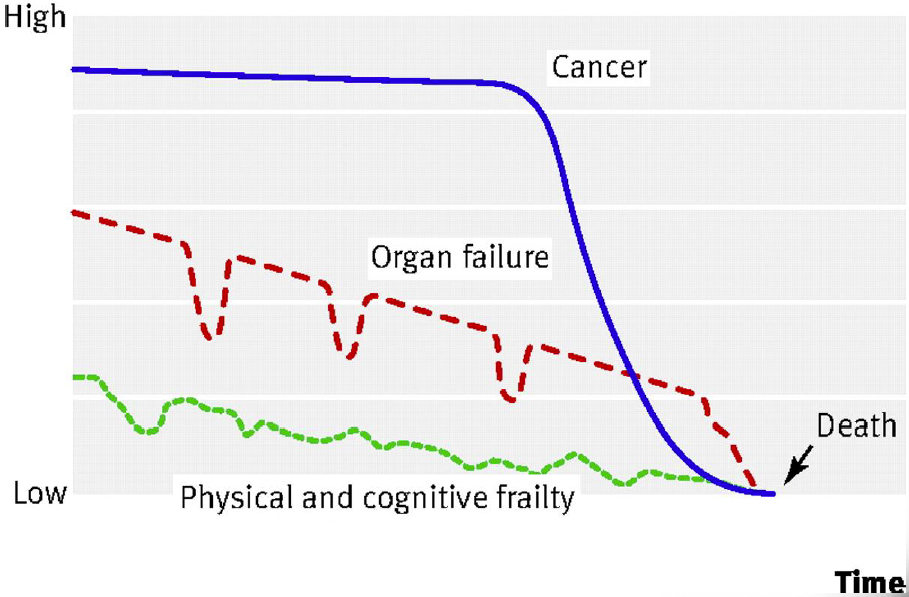 High
Cancer
Organ failure
Death
Low
Physical and cognitive frailty
Time